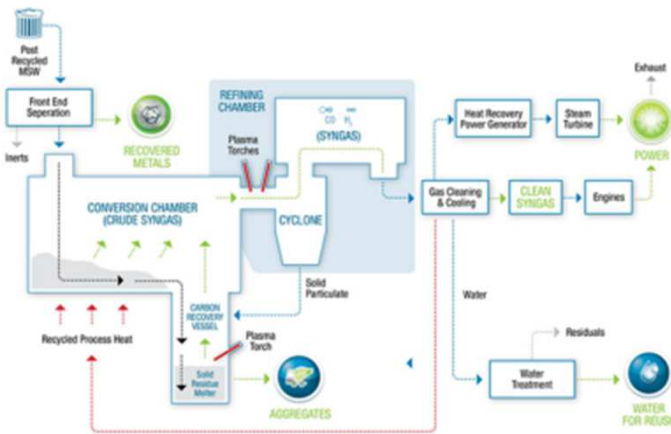 Post
Recycled
MSW
Front End
Seperation
Inerts
RECOVERED
METALS
REFINING
CHAMBER
Plasma
Torches
CO H₂
(SYNGAS)
CYCLONE
CONVERSION CHAMBER
(CRUDE SYNGAS)
Solid
Particulate
CARBON
RECOVERY
VESSEL
Plasma
Torch
Recycled Process Heat
Solid
Residue
Melter
AGGREGATES
Heat Recovery
Power Generator
Steam
Turbine
Exhaust
POWER
Gas Cleaning
& Cooling
CLEAN
SYNGAS
Engines
Water
Residuals
Water
Treatment
WATER
FOR REUSE